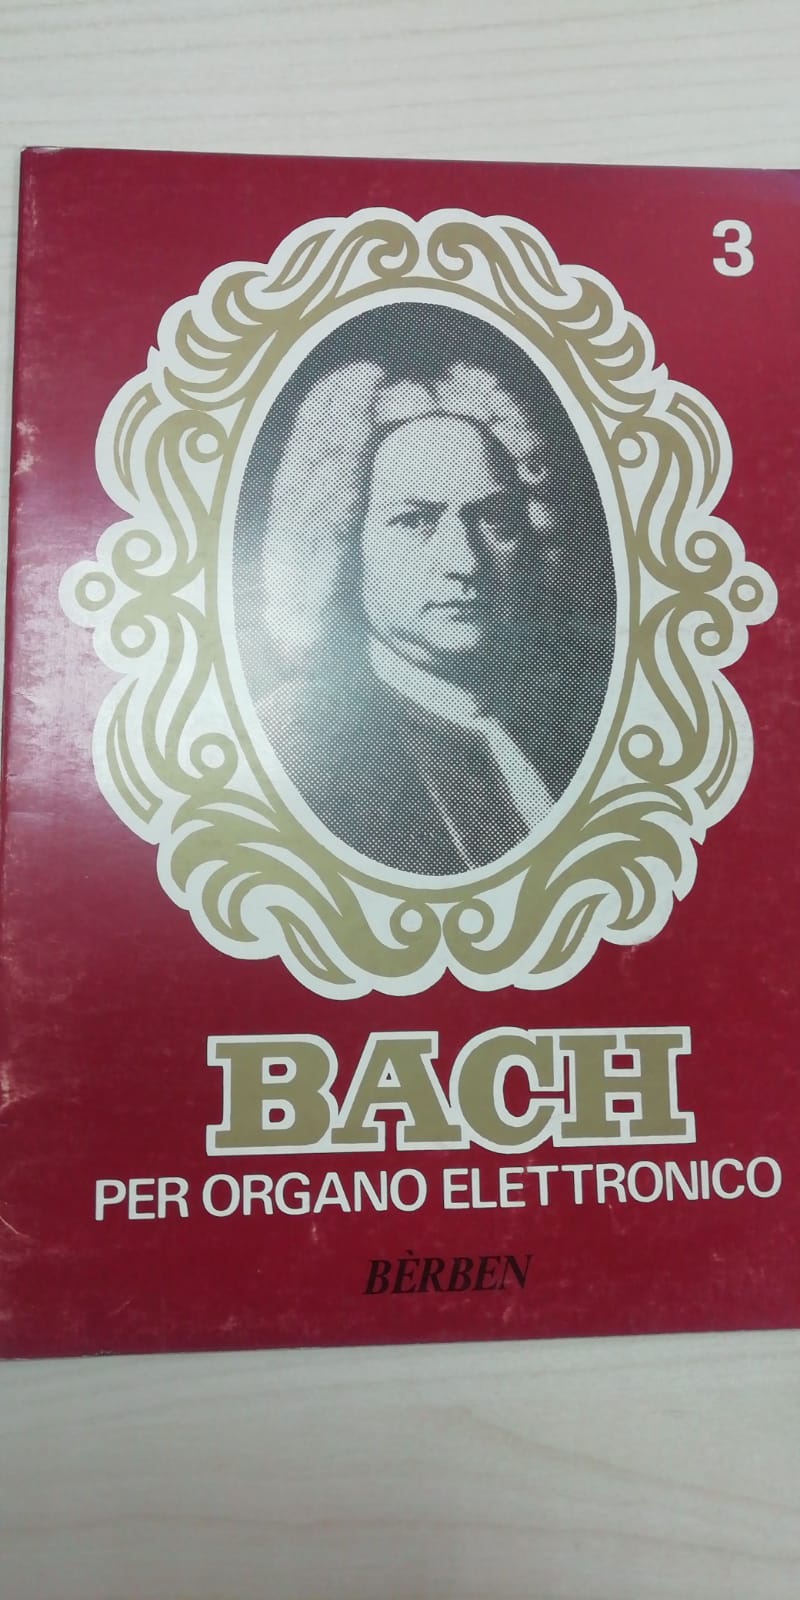 3
BACH
PER ORGANO ELETTRONICO
BÈRBEN